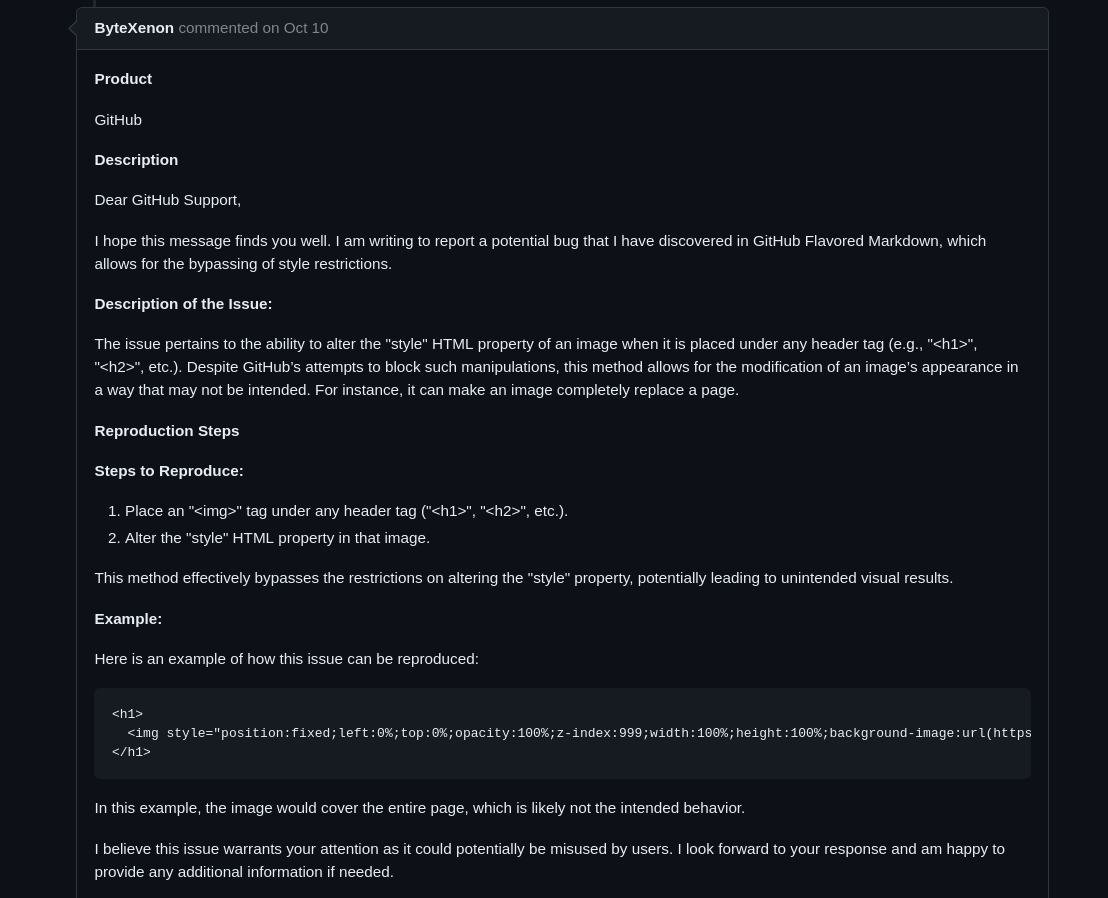 ByteXenon commented on Oct 10
Product
GitHub
Description
Dear GitHub Support,
I hope this message finds you well. I am writing to report a potential bug that I have discovered in GitHub Flavored Markdown, which
allows for the bypassing of style restrictions.
Description of the Issue:
The issue pertains to the ability to alter the "style" HTML property of an image when it is placed under any header tag (e.g., "<h1>",
"<h2>", etc.). Despite GitHub’s attempts to block such manipulations, this method allows for the modification of an image’s appearance in
a way that may not be intended. For instance, it can make an image completely replace a page.
Reproduction Steps
Steps to Reproduce:
1. Place an "<img>" tag under any header tag ("<h1>", "<h2>", etc.).
2. Alter the "style" HTML property in that image.
This method effectively bypasses the restrictions on altering the "style" property, potentially leading to unintended visual results.
Example:
Here is an example of how this issue can be reproduced:
<h1>
<img style="position:fixed;left:0%;top:0%;opacity:100%;z-index:999;width:100%;height:100%;background-image:url(https
</h1>
In this example, the image would cover the entire page, which is likely not the intended behavior.
I believe this issue warrants your attention as it could potentially be misused by users. I look forward to your response and am happy to
provide any additional information if needed.